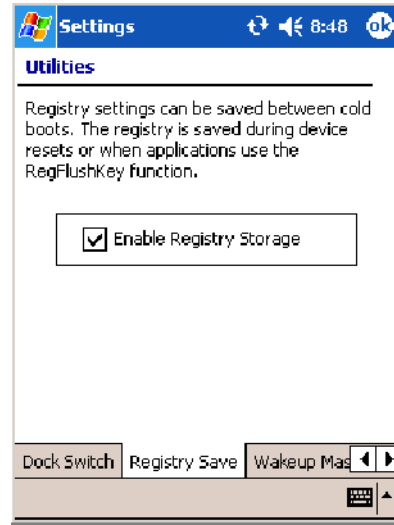 Settings 8:48 ok
Utilities
Registry settings can be saved between cold
boots. The registry is saved during device
resets or when applications use the
RegFlushKey function.
Enable Registry Storage
Dock Switch Registry Save Wakeup Mas